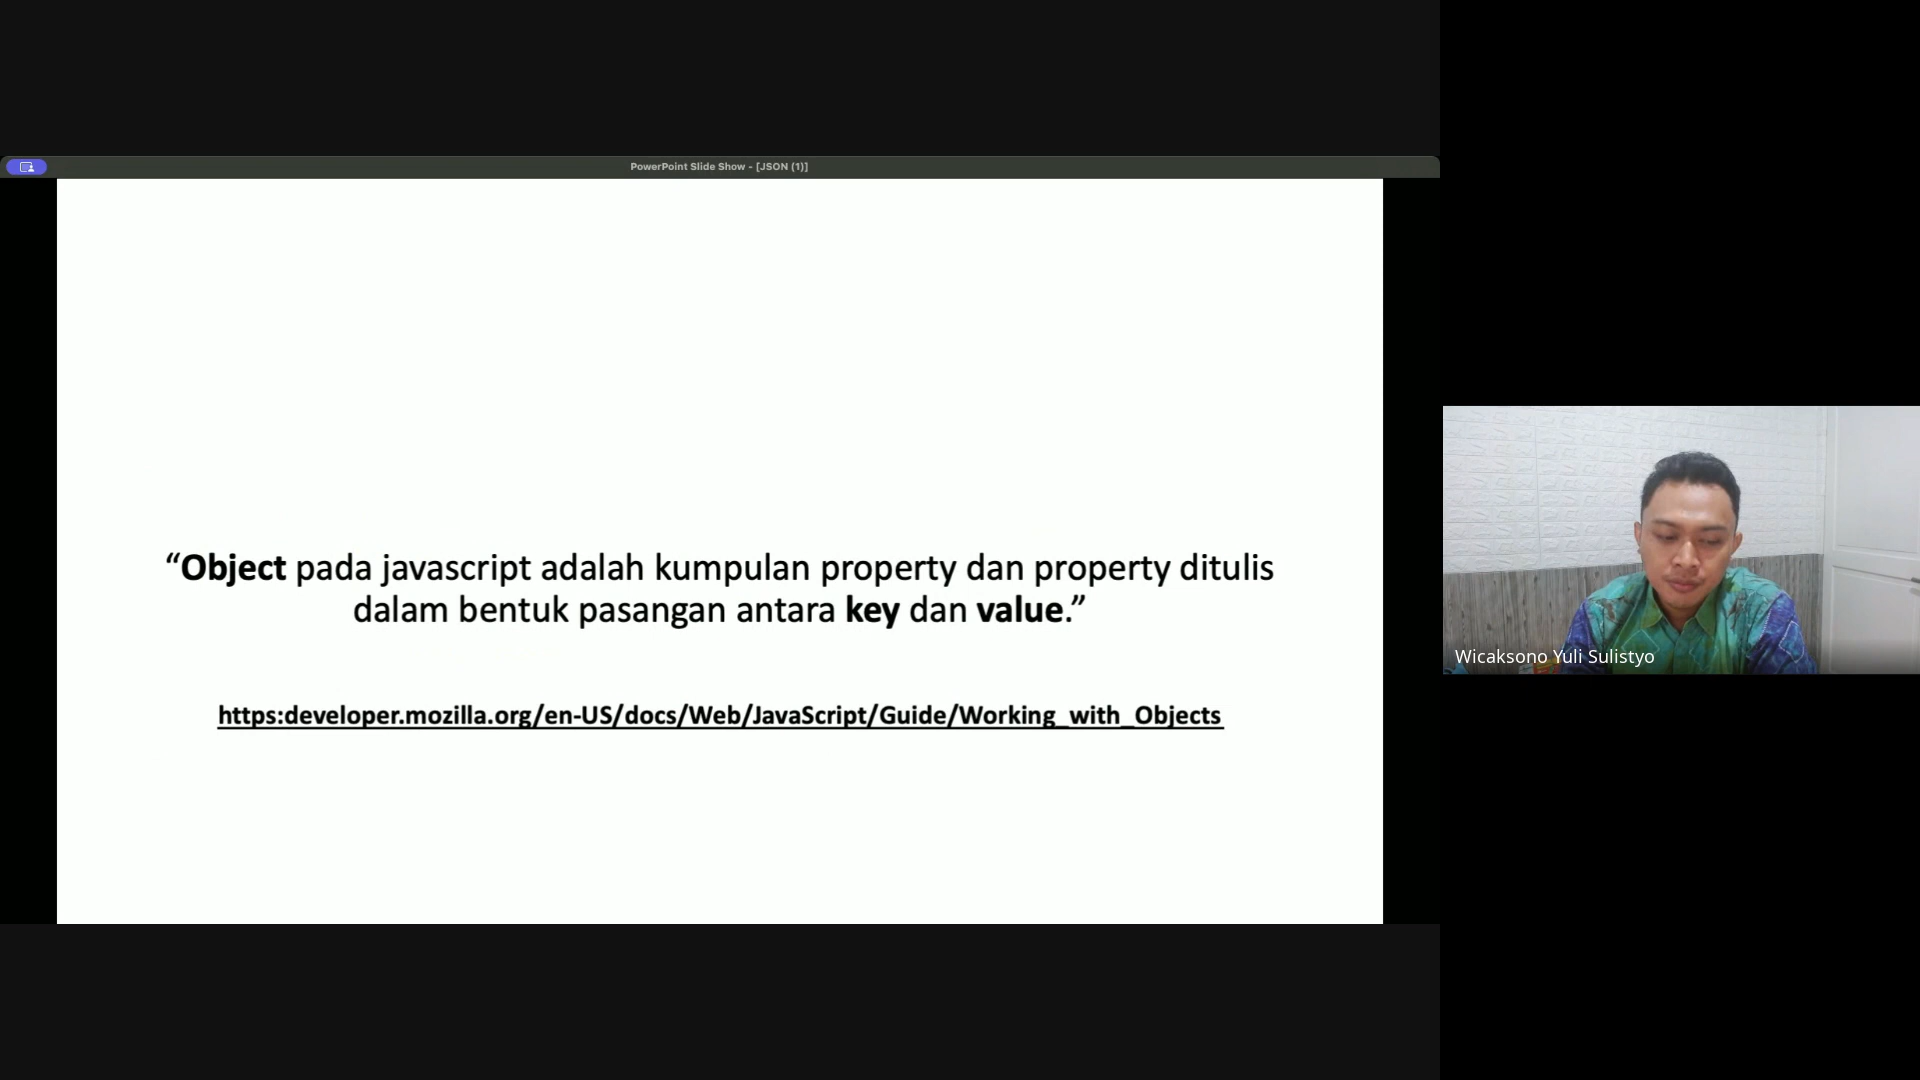 PowerPoint Slide Show - [JSON (1)]
“Object pada javascript adalah kumpulan property dan property ditulis
dalam bentuk pasangan antara key dan value.”
https:developer.mozilla.org/en-US/docs/Web/JavaScript/Guide/Working_with_Objects
Wicaksono Yuli Sulistyo